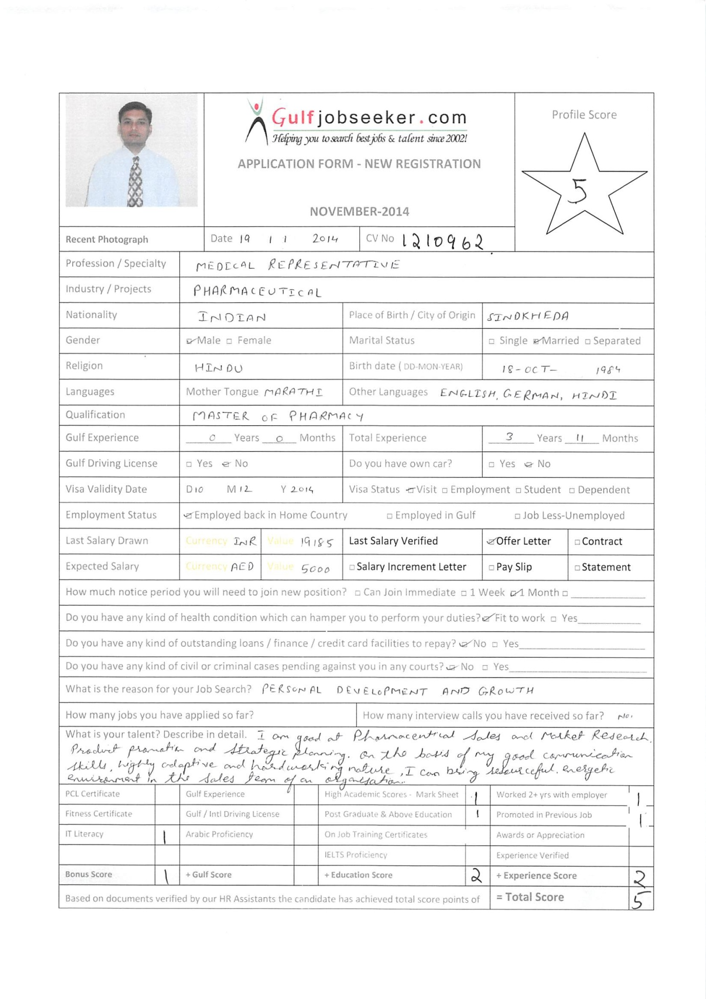 Gulfjobseeker.com
Helping you to search best jobs & talent since 2002!
APPLICATION FORM - NEW REGISTRATION
NOVEMBER-2014
Profile Score
5
Recent Photograph
Date 19 11 2014
CV No 1210962
Profession / Specialty MEDICAL REPRESENTATIVE
Industry / Projects PHARMACEUTICAL
Nationality INDIAN Place of Birth / City of Origin SINDKHEDA
Gender ☑ Male □ Female Marital Status □ Single ☑ Married □ Separated
Religion HINDU Birth date ( DD-MON-YEAR) 18-OCT- 1984
Languages Mother Tongue MARATHI Other Languages ENGLISH, GERMAN, HINDI
Qualification MASTER OF PHARMACY
Gulf Experience 0 Years 0 Months Total Experience 3 Years 11 Months
Gulf Driving License □ Yes ☑ No Do you have own car? □ Yes ☑ No
Visa Validity Date D 10 M 12 Y 2014 Visa Status ☑ Visit □ Employment □ Student □ Dependent
Employment Status ☑ Employed back in Home Country □ Employed in Gulf □ Job Less-Unemployed
Last Salary Drawn Currency INR Value 19185 Last Salary Verified ☑ Offer Letter □ Contract
Expected Salary Currency AED Value 5000 □ Salary Increment Letter □ Pay Slip □ Statement
How much notice period you will need to join new position? □ Can Join Immediate □ 1 Week ☑ 1 Month □
Do you have any kind of health condition which can hamper you to perform your duties? ☑ Fit to work □ Yes
Do you have any kind of outstanding loans / finance / credit card facilities to repay? ☑ No □ Yes
Do you have any kind of civil or criminal cases pending against you in any courts? ☑ No □ Yes
What is the reason for your Job Search? PERSONAL DEVELOPMENT AND GROWTH
How many jobs you have applied so far? How many interview calls you have received so far? No.
What is your talent? Describe in detail. I am good at Pharmaceutical Sales and Market Research,
Product promotion and strategic planning. On the basis of my good communication
skills, highly adaptive and hardworking nature, I can bring resourceful, energetic
environment in the sales team of an organisation.
PCL Certificate Gulf Experience High Academic Scores - Mark Sheet 1 Worked 2+ yrs with employer 1
Fitness Certificate Gulf / Intl Driving License Post Graduate & Above Education 1 Promoted in Previous Job 1
IT Literacy 1 Arabic Proficiency On Job Training Certificates Awards or Appreciation
IELTS Proficiency Experience Verified
Bonus Score 1 + Gulf Score + Education Score 2 + Experience Score 2
Based on documents verified by our HR Assistants the candidate has achieved total score points of = Total Score 5